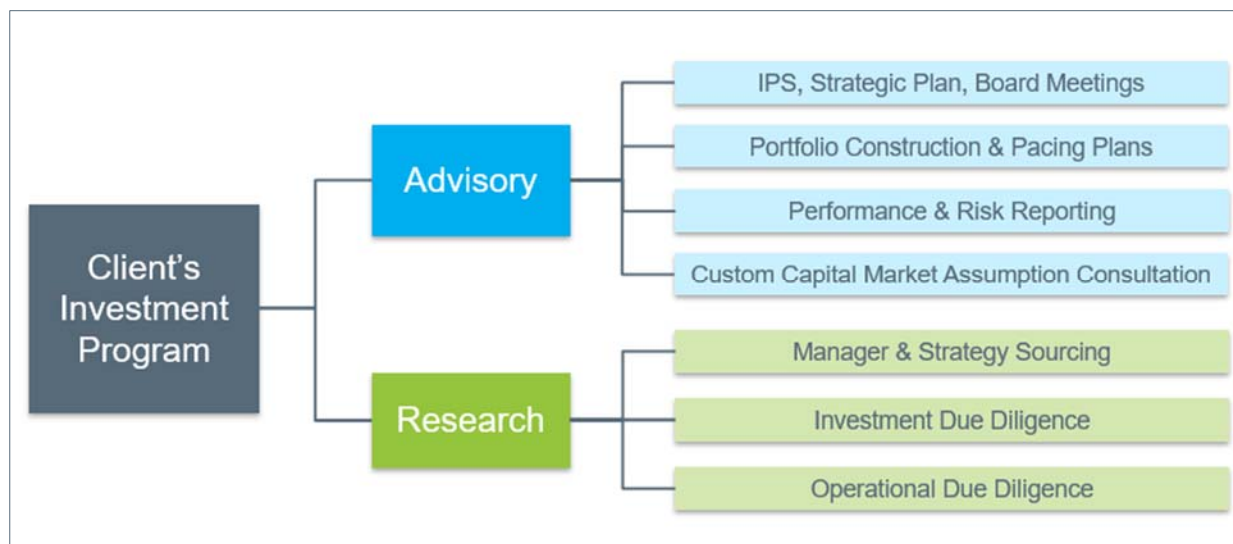 Client’s
Investment
Program
Advisory
IPS, Strategic Plan, Board Meetings
Portfolio Construction & Pacing Plans
Performance & Risk Reporting
Custom Capital Market Assumption Consultation
Research
Manager & Strategy Sourcing
Investment Due Diligence
Operational Due Diligence